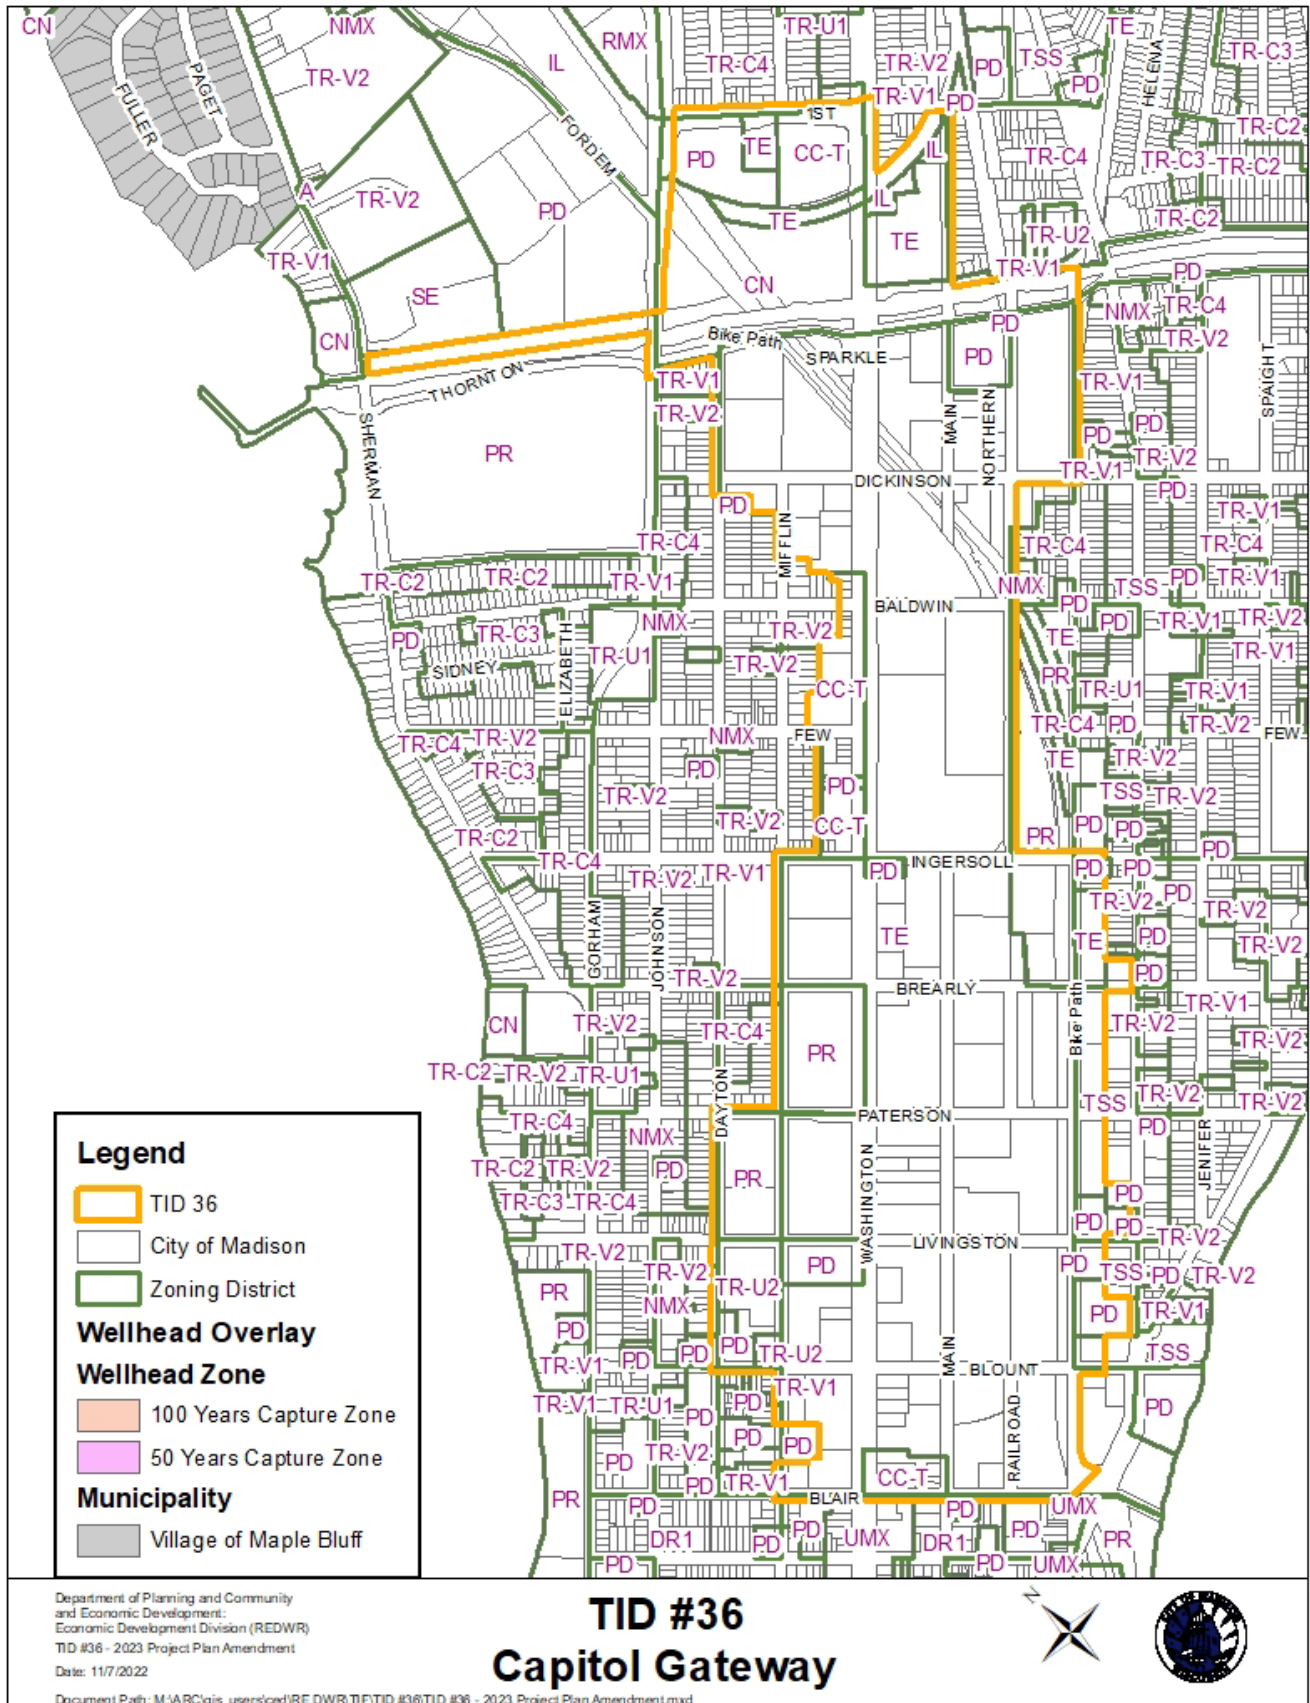 CN NMX RMX TR-U1 TE
TR-V2 IL TR-C4 TR-V2 PD TSS PD HELENA TR-C3
PAGET FULLER FORDEM
TR-V1 PD 1ST TR-C2
PD TE CC-T IL TR-C4 TR-C3 TR-C2
A TR-V2 PD IL TR-C2
TE TE TR-U2
TR-V1 TR-V1 PD
SE CN NMX TR-C4
PD TR-V2
CN Bike Path SPARKLE PD SPAIGHT
THORNTON TR-V1 TR-V1
TR-V2 MAIN NORTHERN PD PD
SHERMAN PR TR-V2
TR-V1
DICKINSON PD
PD TR-V1
MIFFLIN
TR-C4 TR-C4 TR-C4
TR-C2 TR-C2 TR-V1 NMX TSS PD TR-V1
BALDWIN PD
NMX PD TR-V1 TR-V2
PD TR-C3 TR-V2 TE
ELIZABETH TR-U1 TR-V1
SIDNEY TR-V2 PR
CC-T TR-U1 TR-V1
TR-C4 PD TR-V2
TR-C4 TR-V2 NMX FEW FEW
TR-C3 PD TE TR-V2
TR-V2 PD TSS TR-V2
TR-C2 TR-V2 CC-T PR PD PD
TR-C4 INGERSOLL PD
TR-V2 TR-V1 PD PD PD
GORHAM JOHNSON TR-V2 PD TR-V2
TE TE PD TR-V2
TR-V2 BREARLY PD
CN TR-V2 TR-C4 Bike Path TR-V2 TR-V1
PR TR-V2
TR-C2 TR-V2 TR-U1 TR-V2
DAYTON TSS TR-V2
TR-C4 PATERSON PD
NMX JENIFER
TR-C2 TR-V2 PD PR WASHINGTON
TR-C3 TR-C4 PD
PD PD
TR-V2 LIVINGSTON TR-V2
TR-V2 PD PD TSS PD TR-V2
PR TR-U2
NMX PD TR-V1
PD PD
TR-V1 PD PD TR-U2 MAIN TSS
BLOUNT
TR-V1 TR-U1 TR-V1
PD PD PD
PD TR-V2 PD PD RAILROAD
PD TR-V1 CC-T
PR PD BLAIR PD UMX
DR1 PD PD UMX DR1 PD PR
PD PD UMX
Legend
TID 36
City of Madison
Zoning District
Wellhead Overlay
Wellhead Zone
100 Years Capture Zone
50 Years Capture Zone
Municipality
Village of Maple Bluff
Department of Planning and Community
and Economic Development:
Economic Development Division (REDWR)
TID #36 - 2023 Project Plan Amendment
Date: 11/7/2022
Document Path: M:\ARC\gis_users\ced\RE DWR\TIF\TID #36\TID #36 - 2023 Project Plan Amendment.mxd
TID #36
Capitol Gateway
N